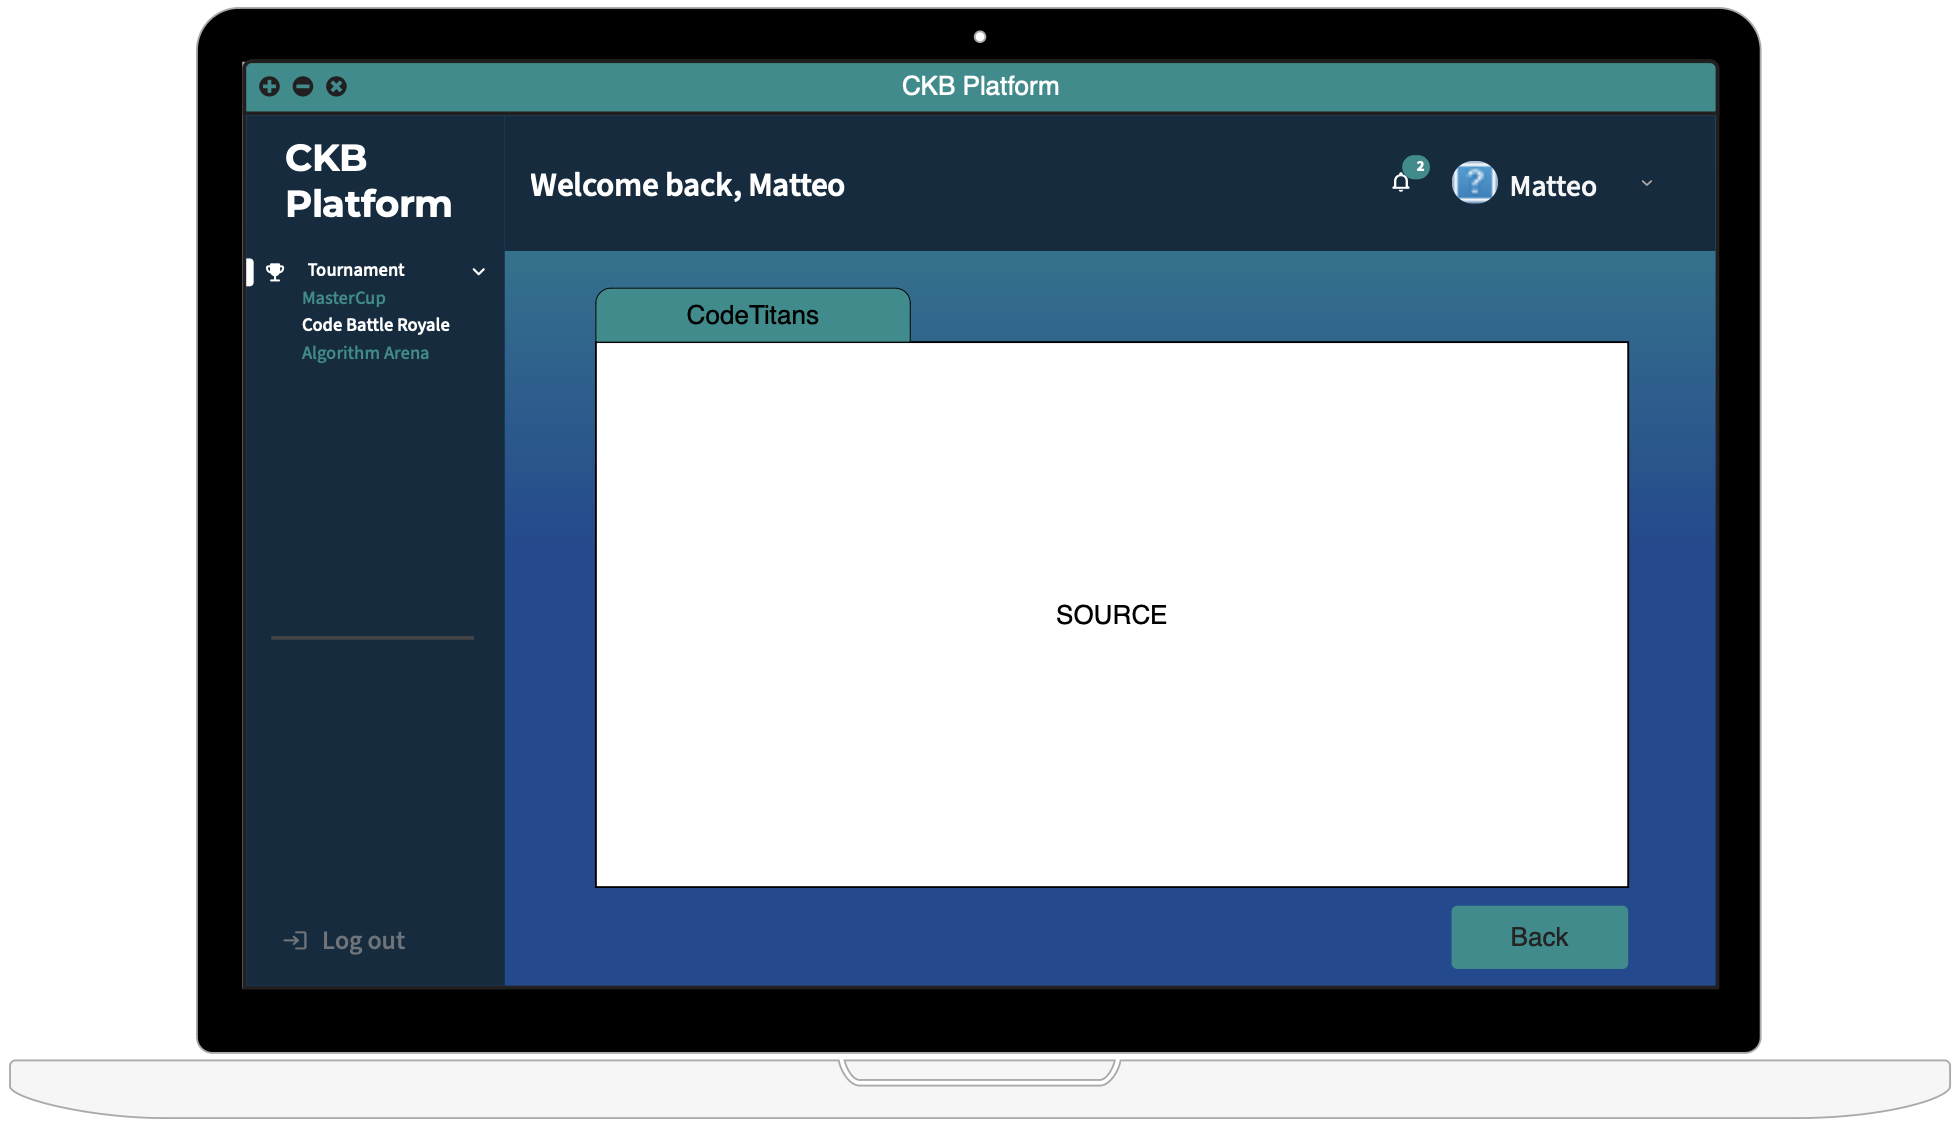 CKB Platform
CKB
Platform
Welcome back, Matteo
2
?
Matteo
Tournament
MasterCup
Code Battle Royale
Algorithm Arena
CodeTitans
SOURCE
Log out
Back